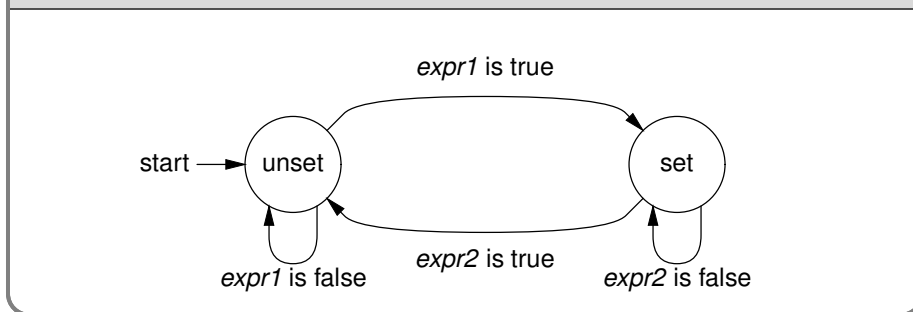 expr1 is true
start
unset
set
expr2 is true
expr1 is false
expr2 is false